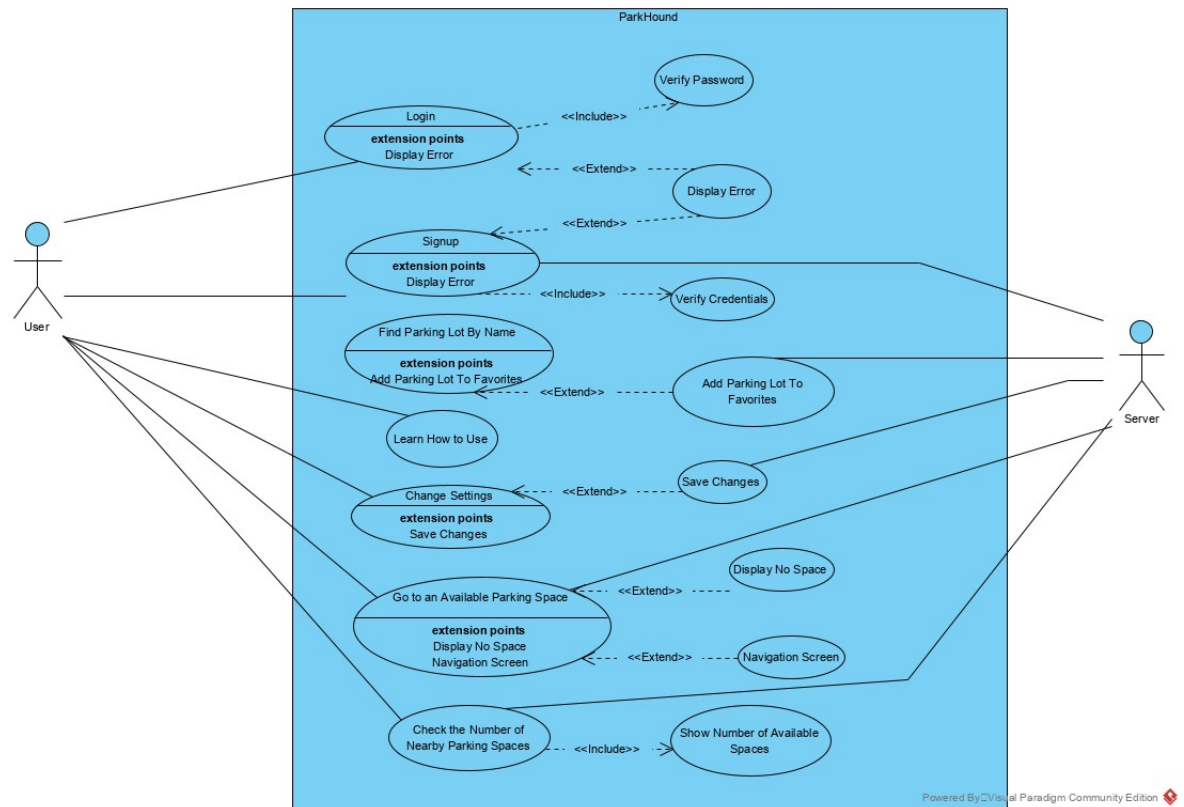 ParkHound
Verify Password
<<Include>>
Login
extension points
Display Error
<<Extend>>
Display Error
<<Extend>>
Signup
extension points
Display Error
<<Include>>
Verify Credentials
User
Find Parking Lot By Name
extension points
Add Parking Lot To Favorites
<<Extend>>
Add Parking Lot To
Favorites
Server
Learn How to Use
Save Changes
<<Extend>>
Change Settings
extension points
Save Changes
Display No Space
<<Extend>>
Go to an Available Parking Space
extension points
Display No Space
Navigation Screen
<<Extend>>
Navigation Screen
Check the Number of
Nearby Parking Spaces
<<Include>>
Show Number of Available
Spaces
Powered By Visual Paradigm Community Edition